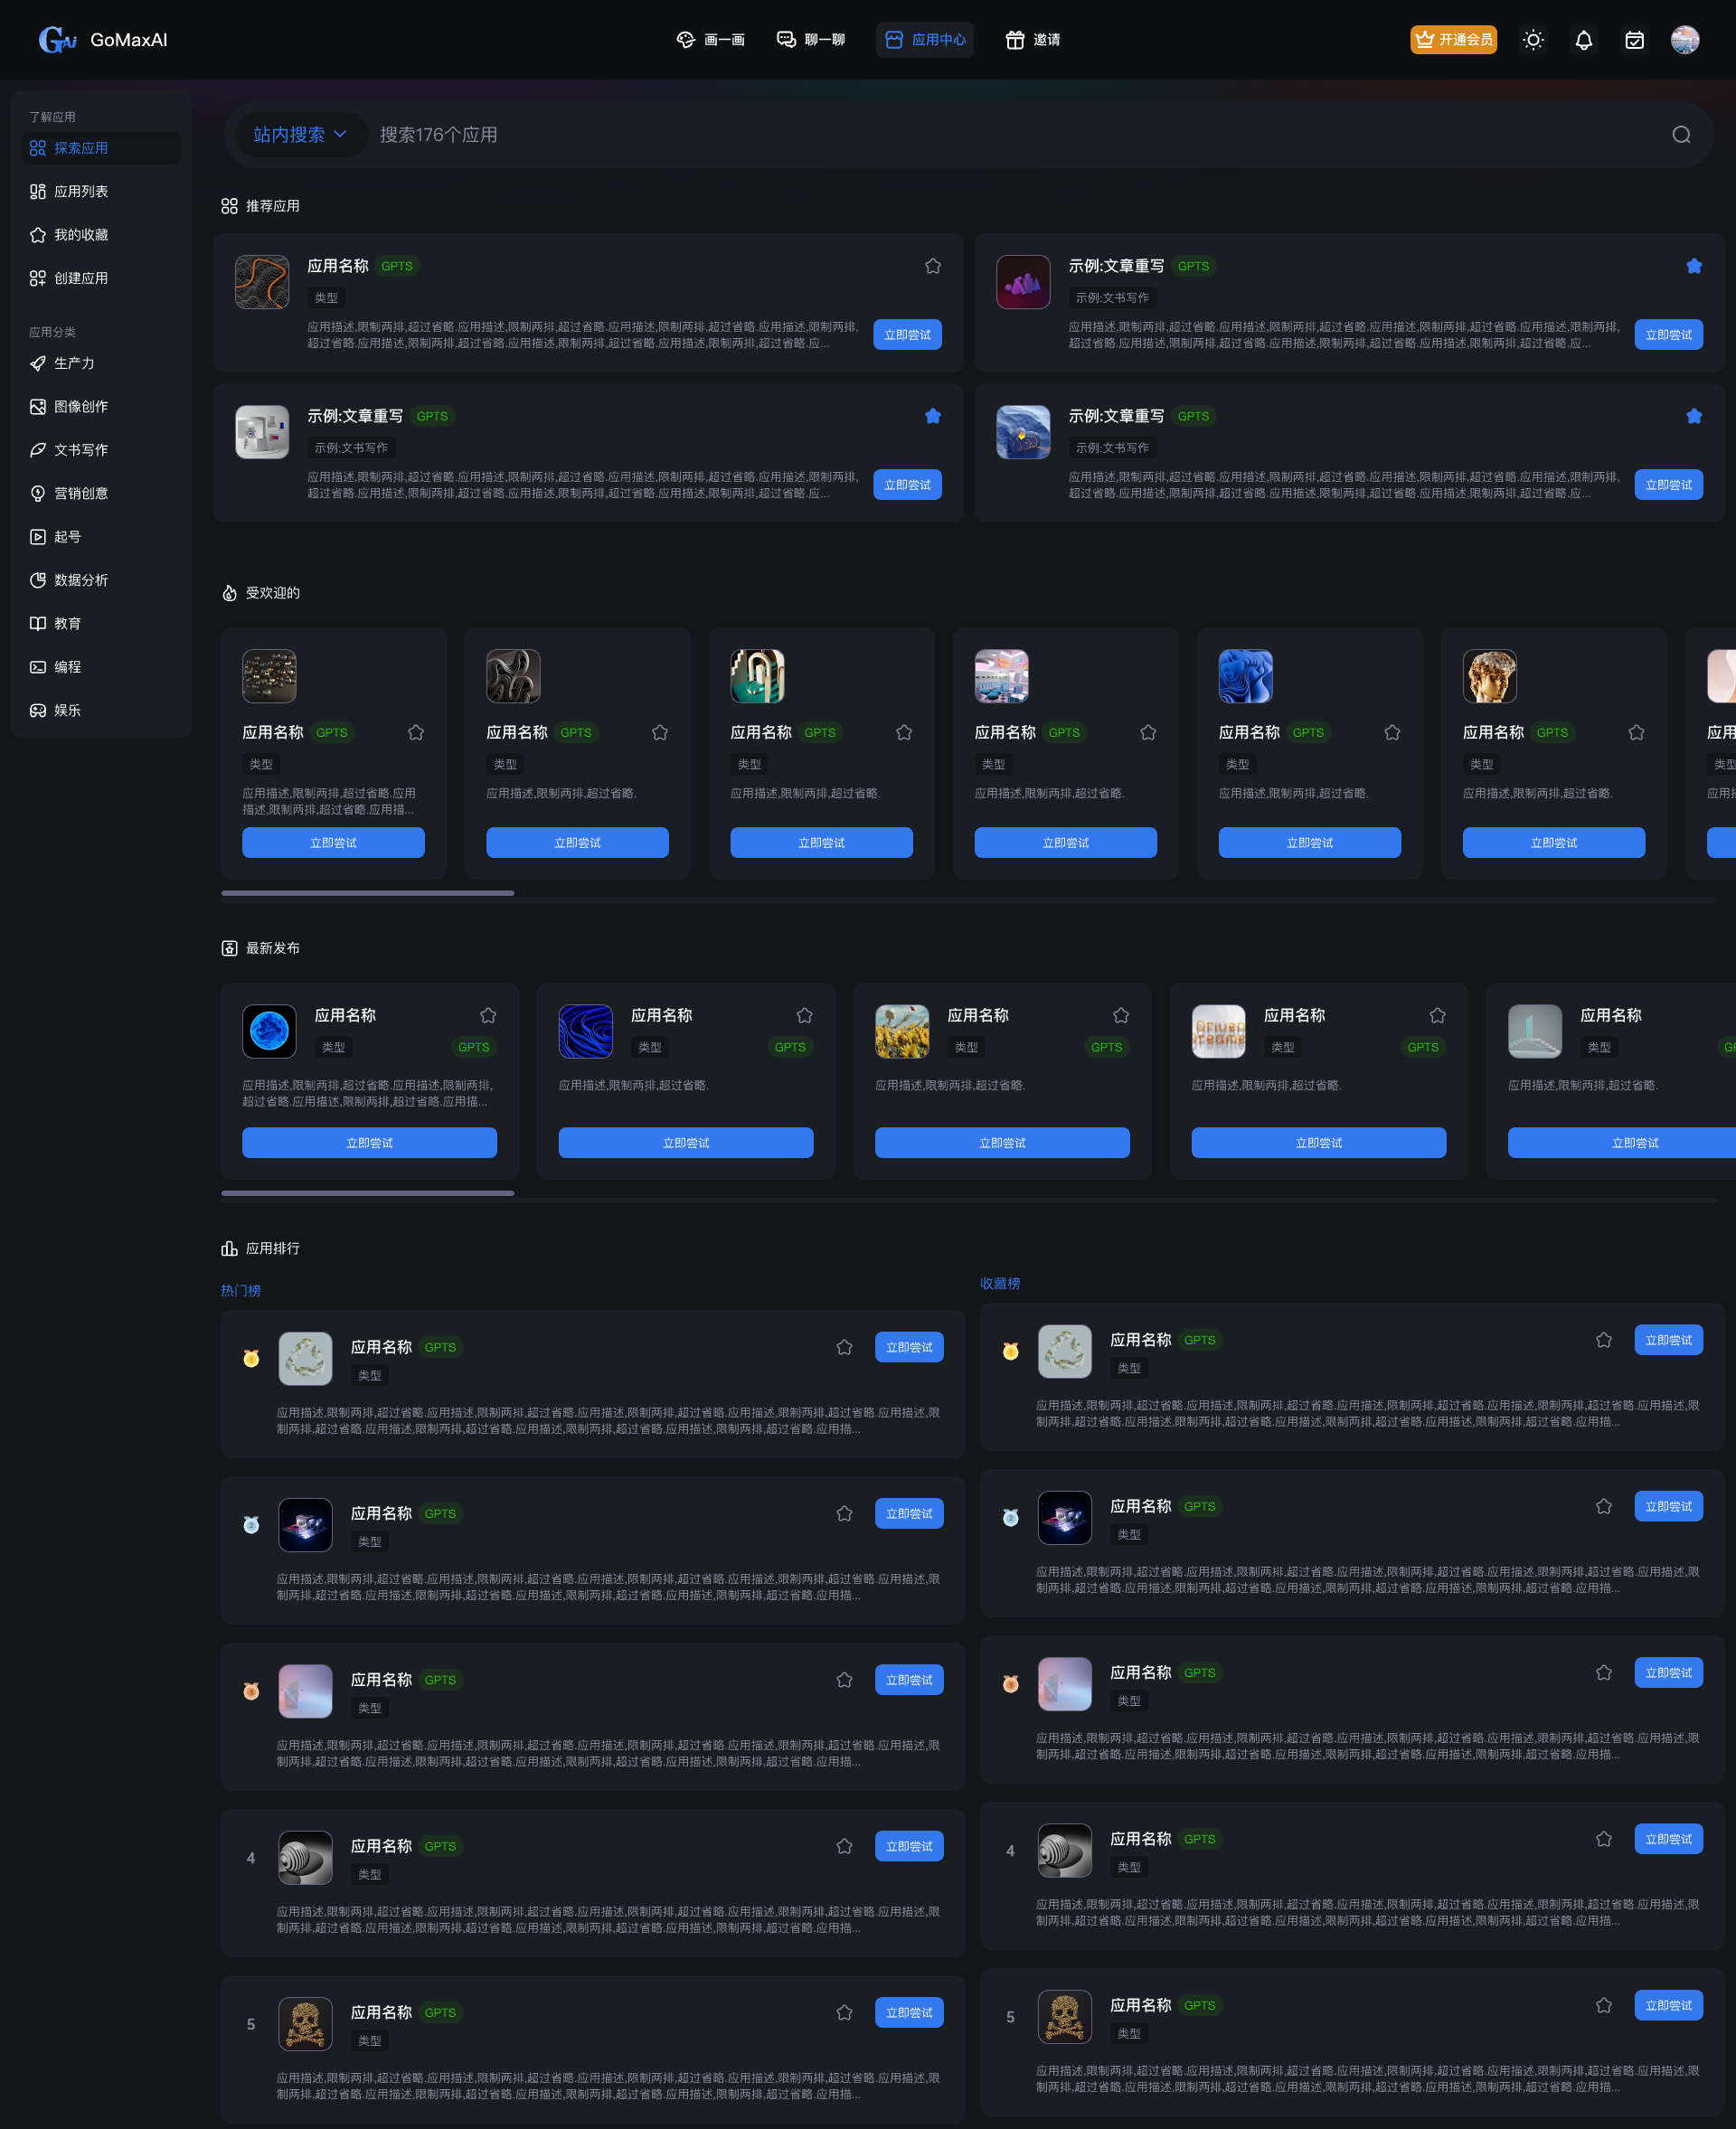 GAi GoMaxAI
画一画
聊一聊
应用中心
邀请
开通会员
了解应用
探索应用
应用列表
我的收藏
创建应用
应用分类
生产力
图像创作
文书写作
营销创意
起号
数据分析
教育
编程
娱乐
站内搜索
搜索176个应用
推荐应用
应用名称 GPTS
类型
应用描述,限制两排,超过省略.应用描述,限制两排,超过省略.应用描述,限制两排,超过省略.应用描述,限制两排,
超过省略.应用描述,限制两排,超过省略.应用描述,限制两排,超过省略.应用描述,限制两排,超过省略.应...
立即尝试
示例:文章重写 GPTS
示例:文书写作
应用描述,限制两排,超过省略.应用描述,限制两排,超过省略.应用描述,限制两排,超过省略.应用描述,限制两排,
超过省略.应用描述,限制两排,超过省略.应用描述,限制两排,超过省略.应用描述,限制两排,超过省略.应...
立即尝试
示例:文章重写 GPTS
示例:文书写作
应用描述,限制两排,超过省略.应用描述,限制两排,超过省略.应用描述,限制两排,超过省略.应用描述,限制两排,
超过省略.应用描述,限制两排,超过省略.应用描述,限制两排,超过省略.应用描述,限制两排,超过省略.应...
立即尝试
示例:文章重写 GPTS
示例:文书写作
应用描述,限制两排,超过省略.应用描述,限制两排,超过省略.应用描述,限制两排,超过省略.应用描述,限制两排,
超过省略.应用描述,限制两排,超过省略.应用描述,限制两排,超过省略.应用描述,限制两排,超过省略.应...
立即尝试
受欢迎的
应用名称 GPTS
类型
应用描述,限制两排,超过省略.应用
描述,限制两排,超过省略.应用描...
立即尝试
应用名称 GPTS
类型
应用描述,限制两排,超过省略.
立即尝试
应用名称 GPTS
类型
应用描述,限制两排,超过省略.
立即尝试
应用名称 GPTS
类型
应用描述,限制两排,超过省略.
立即尝试
应用名称 GPTS
类型
应用描述,限制两排,超过省略.
立即尝试
应用名称 GPTS
类型
应用描述,限制两排,超过省略.
立即尝试
应用
类型
应用
最新发布
应用名称
类型 GPTS
应用描述,限制两排,超过省略.应用描述,限制两排,
超过省略.应用描述,限制两排,超过省略.应用描...
立即尝试
应用名称
类型 GPTS
应用描述,限制两排,超过省略.
立即尝试
应用名称
类型 GPTS
应用描述,限制两排,超过省略.
立即尝试
应用名称
类型 GPTS
应用描述,限制两排,超过省略.
立即尝试
应用名称
类型
应用描述,限制两排,超过省略.
立即尝试
应用排行
热门榜
应用名称 GPTS
立即尝试
类型
应用描述,限制两排,超过省略.应用描述,限制两排,超过省略.应用描述,限制两排,超过省略.应用描述,限制两排,超过省略.应用描述,限
制两排,超过省略.应用描述,限制两排,超过省略.应用描述,限制两排,超过省略.应用描述,限制两排,超过省略.应用描...
应用名称 GPTS
立即尝试
类型
应用描述,限制两排,超过省略.应用描述,限制两排,超过省略.应用描述,限制两排,超过省略.应用描述,限制两排,超过省略.应用描述,限
制两排,超过省略.应用描述,限制两排,超过省略.应用描述,限制两排,超过省略.应用描述,限制两排,超过省略.应用描...
应用名称 GPTS
立即尝试
类型
应用描述,限制两排,超过省略.应用描述,限制两排,超过省略.应用描述,限制两排,超过省略.应用描述,限制两排,超过省略.应用描述,限
制两排,超过省略.应用描述,限制两排,超过省略.应用描述,限制两排,超过省略.应用描述,限制两排,超过省略.应用描...
4
应用名称 GPTS
立即尝试
类型
应用描述,限制两排,超过省略.应用描述,限制两排,超过省略.应用描述,限制两排,超过省略.应用描述,限制两排,超过省略.应用描述,限
制两排,超过省略.应用描述,限制两排,超过省略.应用描述,限制两排,超过省略.应用描述,限制两排,超过省略.应用描...
5
应用名称 GPTS
立即尝试
类型
应用描述,限制两排,超过省略.应用描述,限制两排,超过省略.应用描述,限制两排,超过省略.应用描述,限制两排,超过省略.应用描述,限
制两排,超过省略.应用描述,限制两排,超过省略.应用描述,限制两排,超过省略.应用描述,限制两排,超过省略.应用描...
收藏榜
应用名称 GPTS
立即尝试
类型
应用描述,限制两排,超过省略.应用描述,限制两排,超过省略.应用描述,限制两排,超过省略.应用描述,限制两排,超过省略.应用描述,限
制两排,超过省略.应用描述,限制两排,超过省略.应用描述,限制两排,超过省略.应用描述,限制两排,超过省略.应用描...
应用名称 GPTS
立即尝试
类型
应用描述,限制两排,超过省略.应用描述,限制两排,超过省略.应用描述,限制两排,超过省略.应用描述,限制两排,超过省略.应用描述,限
制两排,超过省略.应用描述,限制两排,超过省略.应用描述,限制两排,超过省略.应用描述,限制两排,超过省略.应用描...
应用名称 GPTS
立即尝试
类型
应用描述,限制两排,超过省略.应用描述,限制两排,超过省略.应用描述,限制两排,超过省略.应用描述,限制两排,超过省略.应用描述,限
制两排,超过省略.应用描述,限制两排,超过省略.应用描述,限制两排,超过省略.应用描述,限制两排,超过省略.应用描...
4
应用名称 GPTS
立即尝试
类型
应用描述,限制两排,超过省略.应用描述,限制两排,超过省略.应用描述,限制两排,超过省略.应用描述,限制两排,超过省略.应用描述,限
制两排,超过省略.应用描述,限制两排,超过省略.应用描述,限制两排,超过省略.应用描述,限制两排,超过省略.应用描...
5
应用名称 GPTS
立即尝试
类型
应用描述,限制两排,超过省略.应用描述,限制两排,超过省略.应用描述,限制两排,超过省略.应用描述,限制两排,超过省略.应用描述,限
制两排,超过省略.应用描述,限制两排,超过省略.应用描述,限制两排,超过省略.应用描述,限制两排,超过省略.应用描...